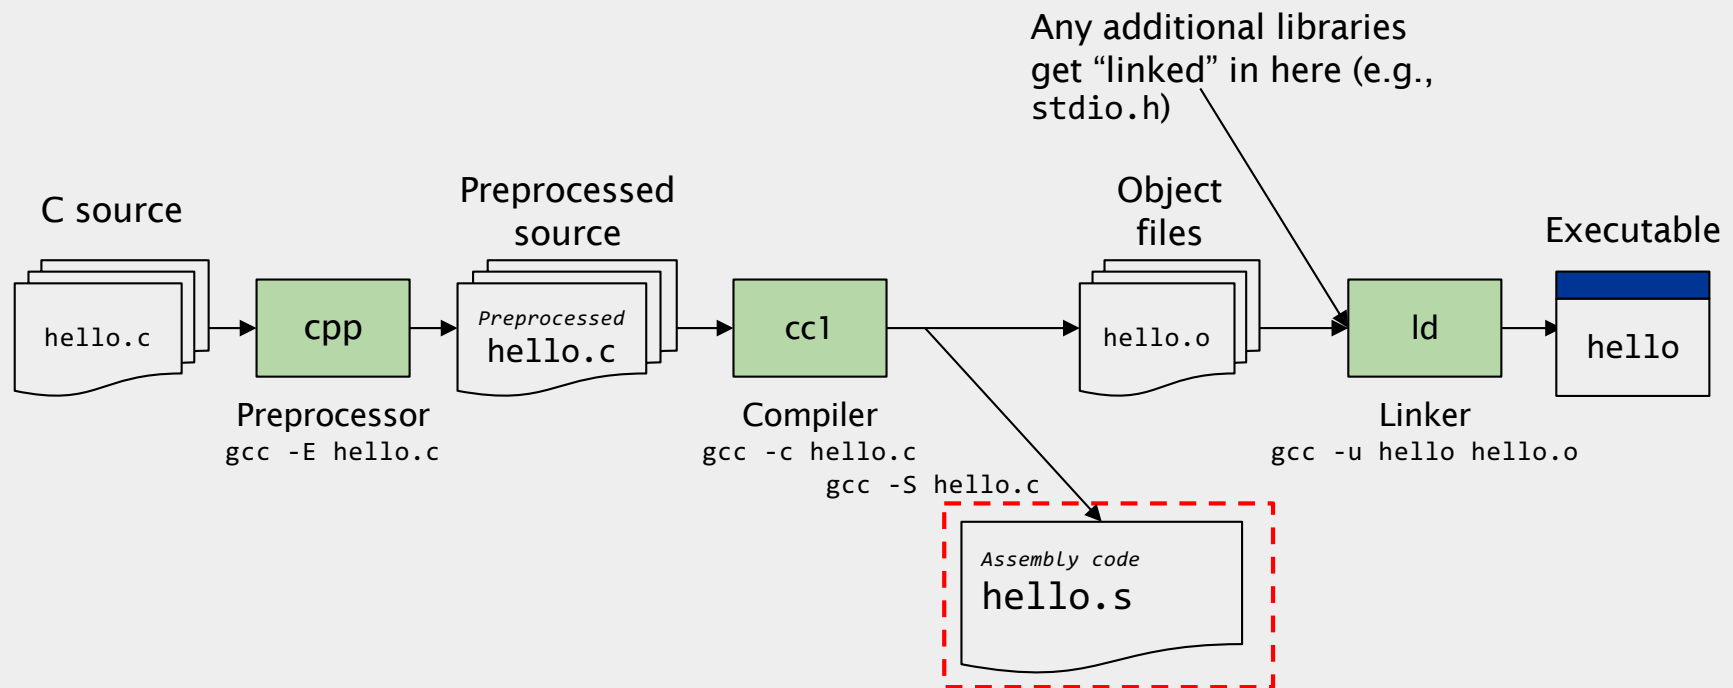 Any additional libraries
get “linked” in here (e.g.,
stdio.h)
C source
Preprocessed
source
Object
files
Executable
hello.c
cpp
Preprocessed
hello.c
cc1
hello.o
ld
hello
Preprocessor
gcc -E hello.c
Compiler
gcc -c hello.c
gcc -S hello.c
Linker
gcc -u hello hello.o
Assembly code
hello.s